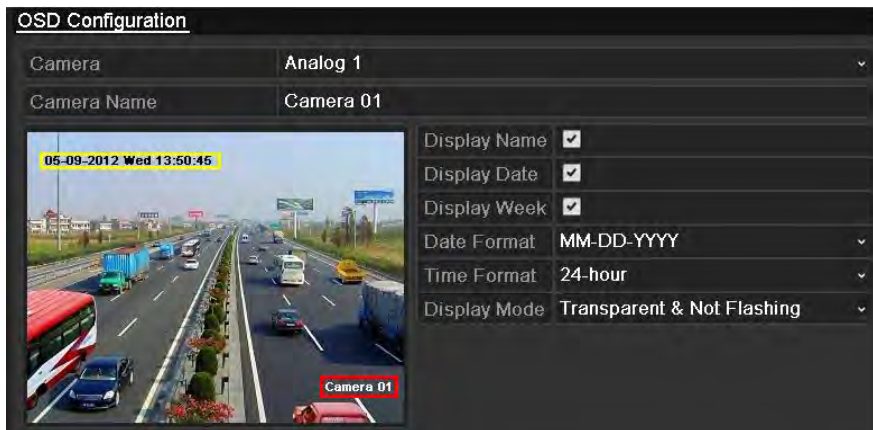 OSD Configuration
Camera Analog 1
Camera Name Camera 01
05-09-2012 Wed 13:50:45
Display Name
Display Date
Display Week
Date Format MM-DD-YYYY
Time Format 24-hour
Display Mode Transparent & Not Flashing
Camera 01